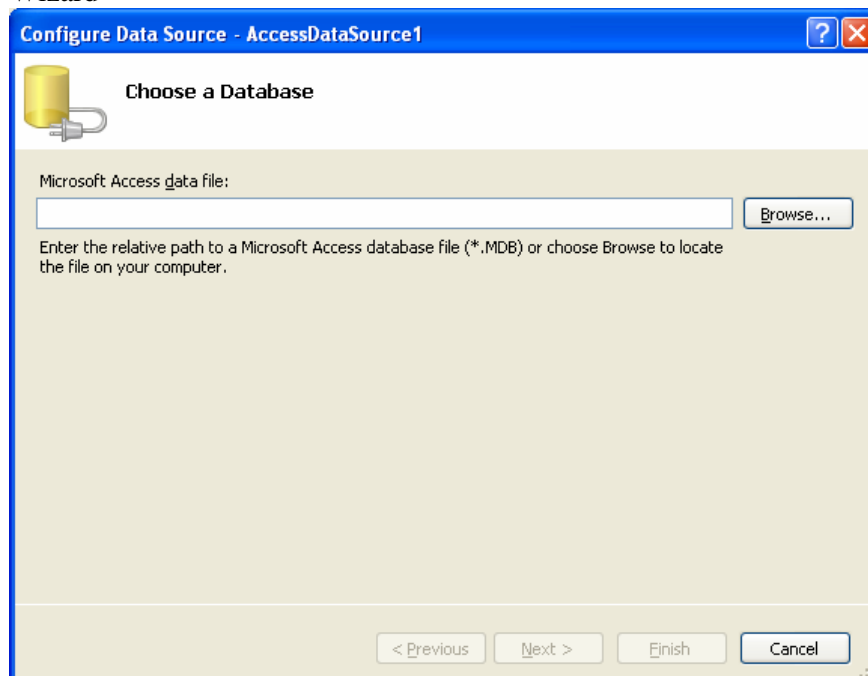 Wizard
Configure Data Source - AccessDataSource1
?
X
Choose a Database
Microsoft Access data file:
Browse...
Enter the relative path to a Microsoft Access database file (*.MDB) or choose Browse to locate
the file on your computer.
< Previous
Next >
Finish
Cancel